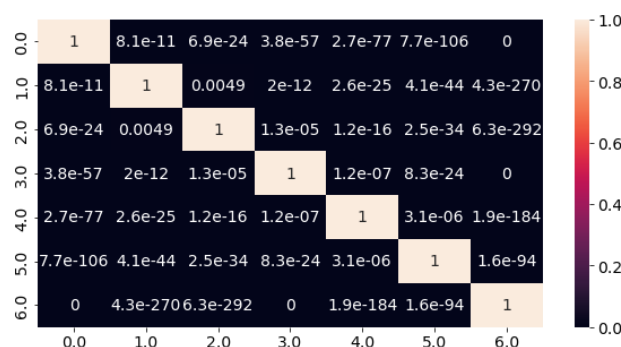 0.0 1 8.1e-11 6.9e-24 3.8e-57 2.7e-77 7.7e-106 0 1.0
1.0 8.1e-11 1 0.0049 2e-12 2.6e-25 4.1e-44 4.3e-270 0.8
2.0 6.9e-24 0.0049 1 1.3e-05 1.2e-16 2.5e-34 6.3e-292 0.6
3.0 3.8e-57 2e-12 1.3e-05 1 1.2e-07 8.3e-24 0
4.0 2.7e-77 2.6e-25 1.2e-16 1.2e-07 1 3.1e-06 1.9e-184 0.4
5.0 7.7e-106 4.1e-44 2.5e-34 8.3e-24 3.1e-06 1 1.6e-94 0.2
6.0 0 4.3e-270 6.3e-292 0 1.9e-184 1.6e-94 1 0.0
0.0 1.0 2.0 3.0 4.0 5.0 6.0